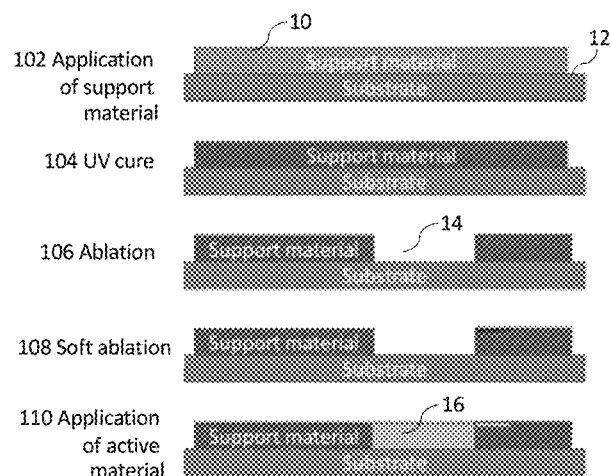 10
12
102 Application
of support
material
Support material
Substrate
104 UV cure
Support material
Substrate
14
106 Ablation
Support material
Substrate
108 Soft ablation
Support material
Substrate
16
110 Application
of active
material
Support material
Substrate